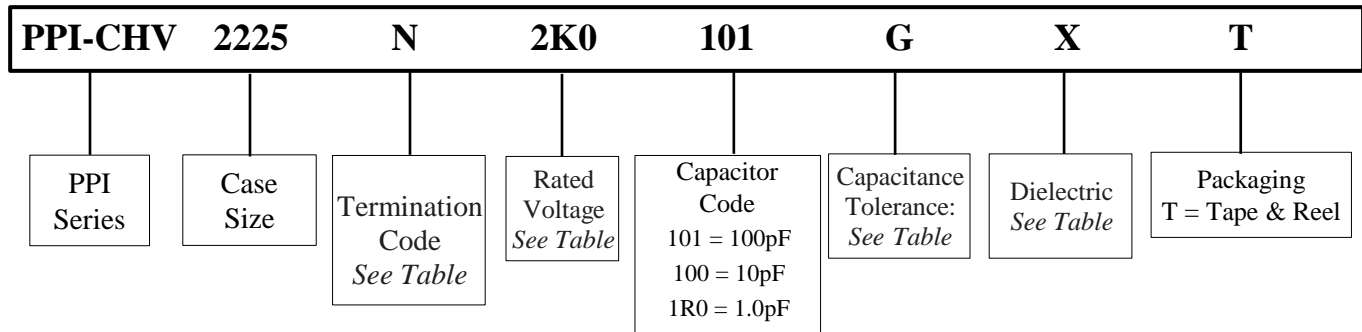 PPI-CHV 2225 N 2K0 101 G X T
PPI
Series
Case
Size
Termination
Code
See Table
Rated
Voltage
See Table
Capacitor
Code
101 = 100pF
100 = 10pF
1R0 = 1.0pF
Capacitance
Tolerance:
See Table
Dielectric
See Table
Packaging
T = Tape & Reel